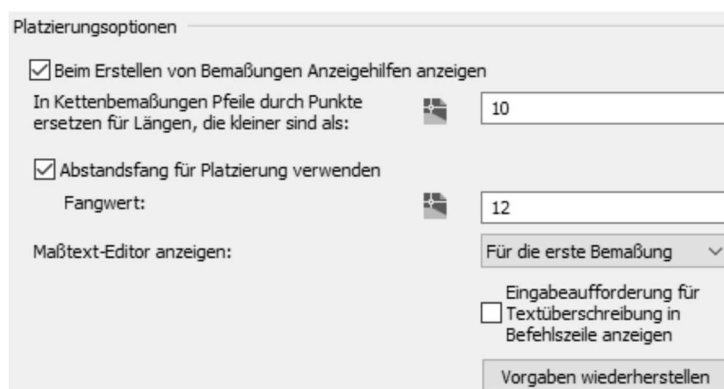 Platzierungsoptionen
Beim Erstellen von Bemaßungen Anzeigehilfen anzeigen
In Kettenbemaßungen Pfeile durch Punkte
ersetzen für Längen, die kleiner sind als:
10
Abstandsfang für Platzierung verwenden
Fangwert:
12
Maßtext-Editor anzeigen:
Für die erste Bemaßung
Eingabeaufforderung für
Textüberschreibung in
Befehlszeile anzeigen
Vorgaben wiederherstellen